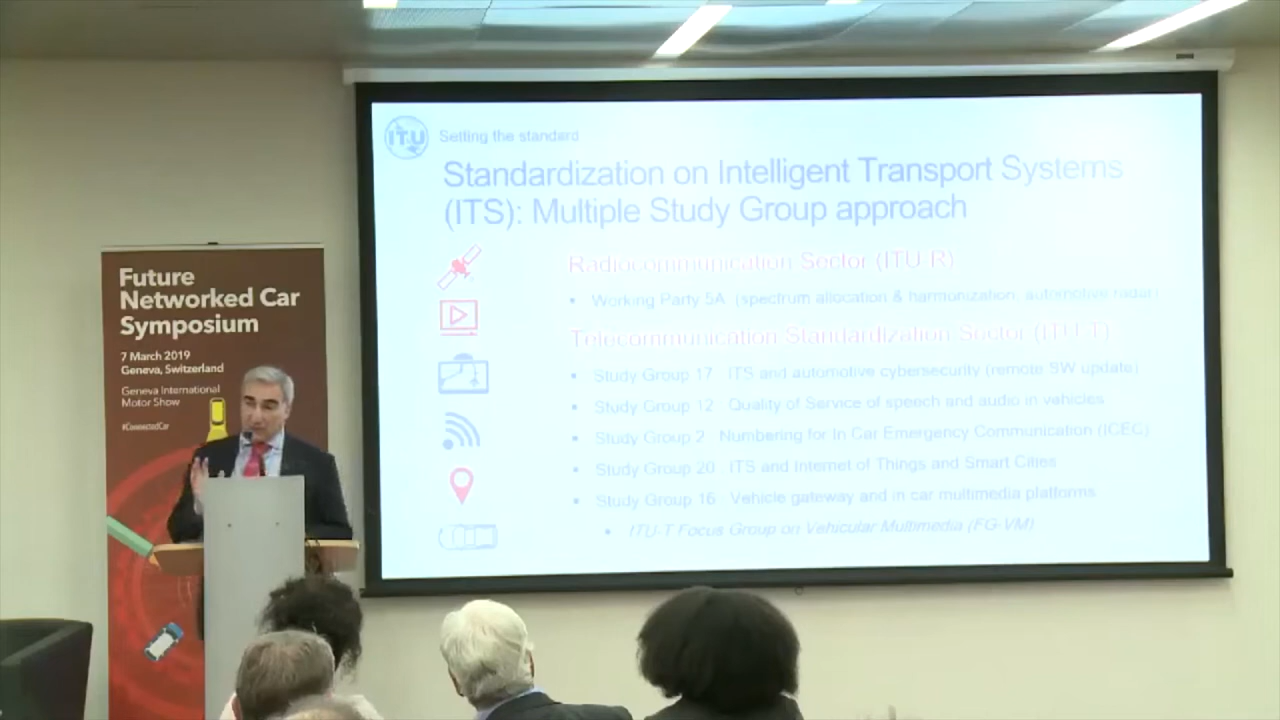 ITU
Setting the standard
Standardization on Intelligent Transport Systems
(ITS): Multiple Study Group approach
Radiocommunication Sector (ITU-R)
• Working Party 5A (spectrum allocation & harmonization, automotive radar)
Telecommunication Standardization Sector (ITU-T)
• Study Group 17 ITS and automotive cybersecurity (remote SW update)
• Study Group 12 Quality of Service of speech and audio in vehicles
• Study Group 2 Numbering for In Car Emergency Communication (ICEC)
• Study Group 20 ITS and Internet of Things and Smart Cities
• Study Group 16 Vehicle gateway and in car multimedia platforms
• ITU-T Focus Group on Vehicular Multimedia (FG-VM)
Future
Networked Car
Symposium
7 March 2019
Geneva, Switzerland
Geneva International
Motor Show
#ConnectedCar